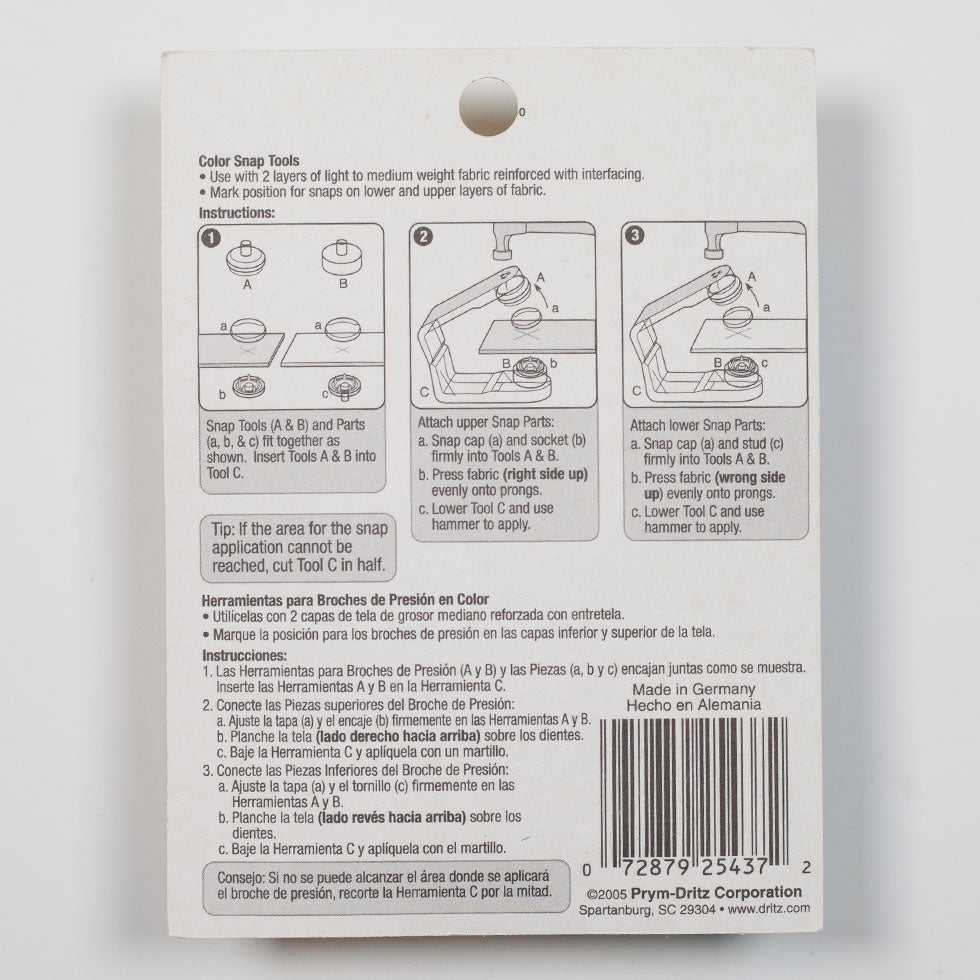 0
Color Snap Tools
• Use with 2 layers of light to medium weight fabric reinforced with interfacing.
• Mark position for snaps on lower and upper layers of fabric.
Instructions:
1
A
B
a
a
b
c
Snap Tools (A & B) and Parts
(a, b, & c) fit together as
shown. Insert Tools A & B into
Tool C.
2
A
a
B
b
C
Attach upper Snap Parts:
a. Snap cap (a) and socket (b)
firmly into Tools A & B.
b. Press fabric (right side up)
evenly onto prongs.
c. Lower Tool C and use
hammer to apply.
3
A
a
B
c
C
Attach lower Snap Parts:
a. Snap cap (a) and stud (c)
firmly into Tools A & B.
b. Press fabric (wrong side
up) evenly onto prongs.
c. Lower Tool C and use
hammer to apply.
Tip: If the area for the snap
application cannot be
reached, cut Tool C in half.
Herramientas para Broches de Presión en Color
• Utilícelas con 2 capas de tela de grosor mediano reforzada con entretela.
• Marque la posición para los broches de presión en las capas inferior y superior de la tela.
Instrucciones:
1. Las Herramientas para Broches de Presión (A y B) y las Piezas (a, b y c) encajan juntas como se muestra.
Inserte las Herramientas A y B en la Herramienta C.
2. Conecte las Piezas superiores del Broche de Presión:
a. Ajuste la tapa (a) y el encaje (b) firmemente en las Herramientas A y B.
b. Planche la tela (lado derecho hacia arriba) sobre los dientes.
c. Baje la Herramienta C y aplíquela con un martillo.
3. Conecte las Piezas Inferiores del Broche de Presión:
a. Ajuste la tapa (a) y el tornillo (c) firmemente en las
Herramientas A y B.
b. Planche la tela (lado revés hacia arriba) sobre los
dientes.
c. Baje la Herramienta C y aplíquela con el martillo.
Consejo: Si no se puede alcanzar el área donde se aplicará
el broche de presión, recorte la Herramienta C por la mitad.
Made in Germany
Hecho en Alemania
0 72879 25437 2
©2005 Prym-Dritz Corporation
Spartanburg, SC 29304 • www.dritz.com